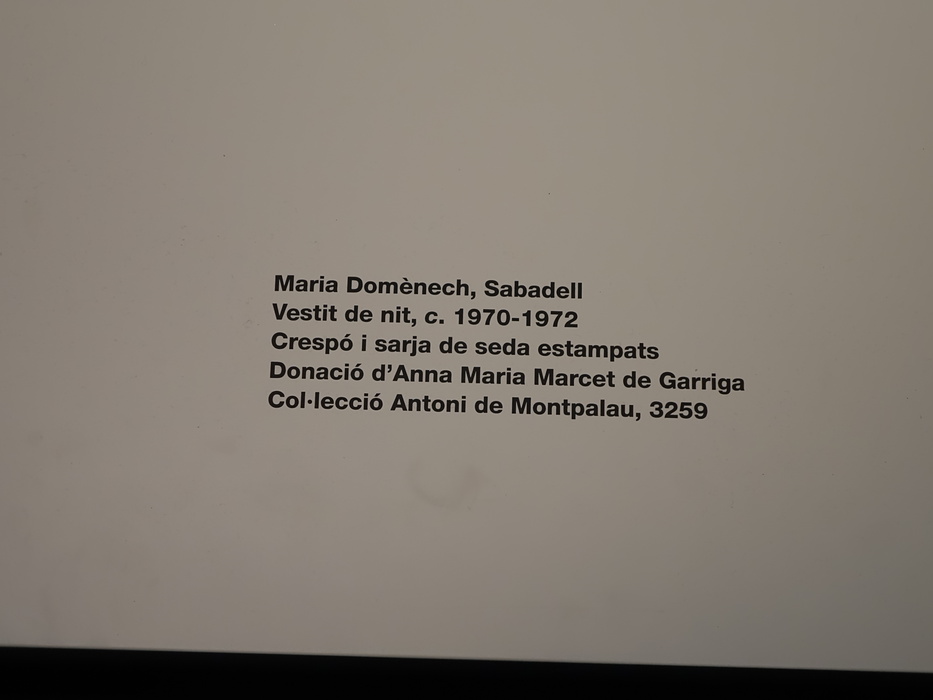 Maria Domènech, Sabadell
Vestit de nit, c. 1970-1972
Crespó i sarja de seda estampats
Donació d’Anna Maria Marcet de Garriga
Col·lecció Antoni de Montpalau, 3259